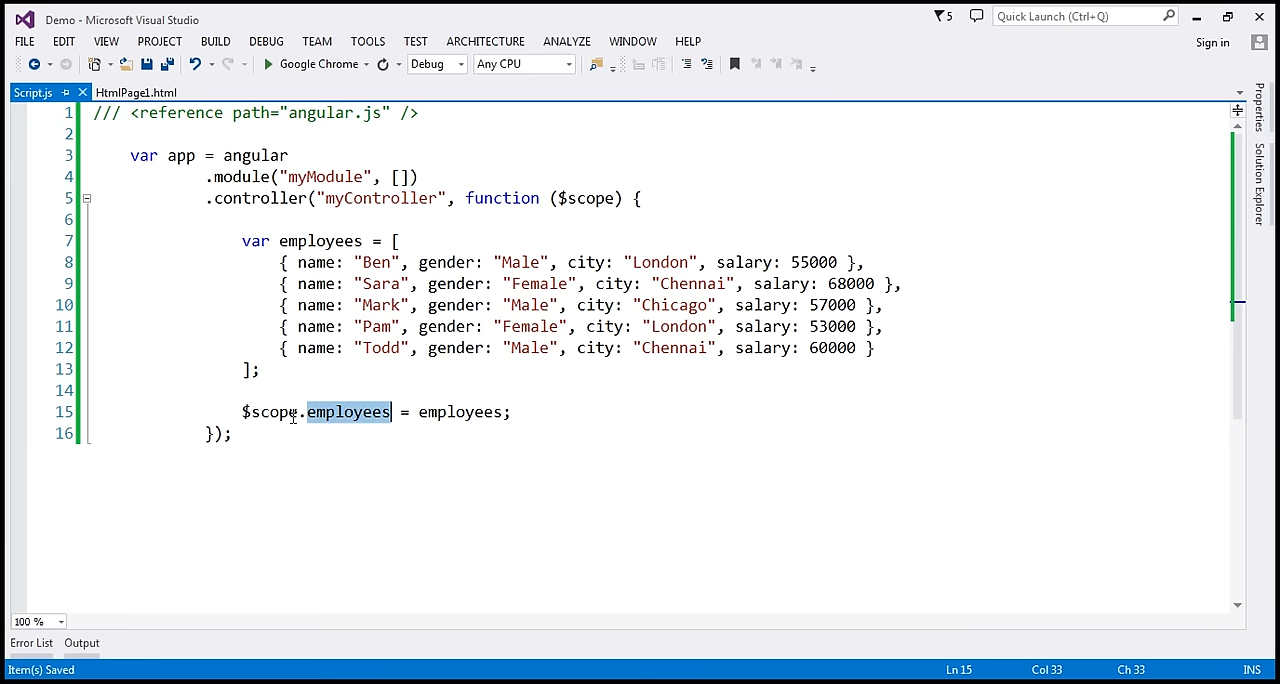 Demo - Microsoft Visual Studio
5
Quick Launch (Ctrl+Q)
FILE EDIT VIEW PROJECT BUILD DEBUG TEAM TOOLS TEST ARCHITECTURE ANALYZE WINDOW HELP
Sign in
Google Chrome Debug Any CPU
Script.js HtmlPage1.html
Properties
Solution Explorer
1 /// <reference path="angular.js" />
2
3 var app = angular
4 .module("myModule", [])
5 .controller("myController", function ($scope) {
6
7 var employees = [
8 { name: "Ben", gender: "Male", city: "London", salary: 55000 },
9 { name: "Sara", gender: "Female", city: "Chennai", salary: 68000 },
10 { name: "Mark", gender: "Male", city: "Chicago", salary: 57000 },
11 { name: "Pam", gender: "Female", city: "London", salary: 53000 },
12 { name: "Todd", gender: "Male", city: "Chennai", salary: 60000 }
13 ];
14
15 $scope.employees = employees;
16 });
100 %
Error List Output
Item(s) Saved Ln 15 Col 33 Ch 33 INS